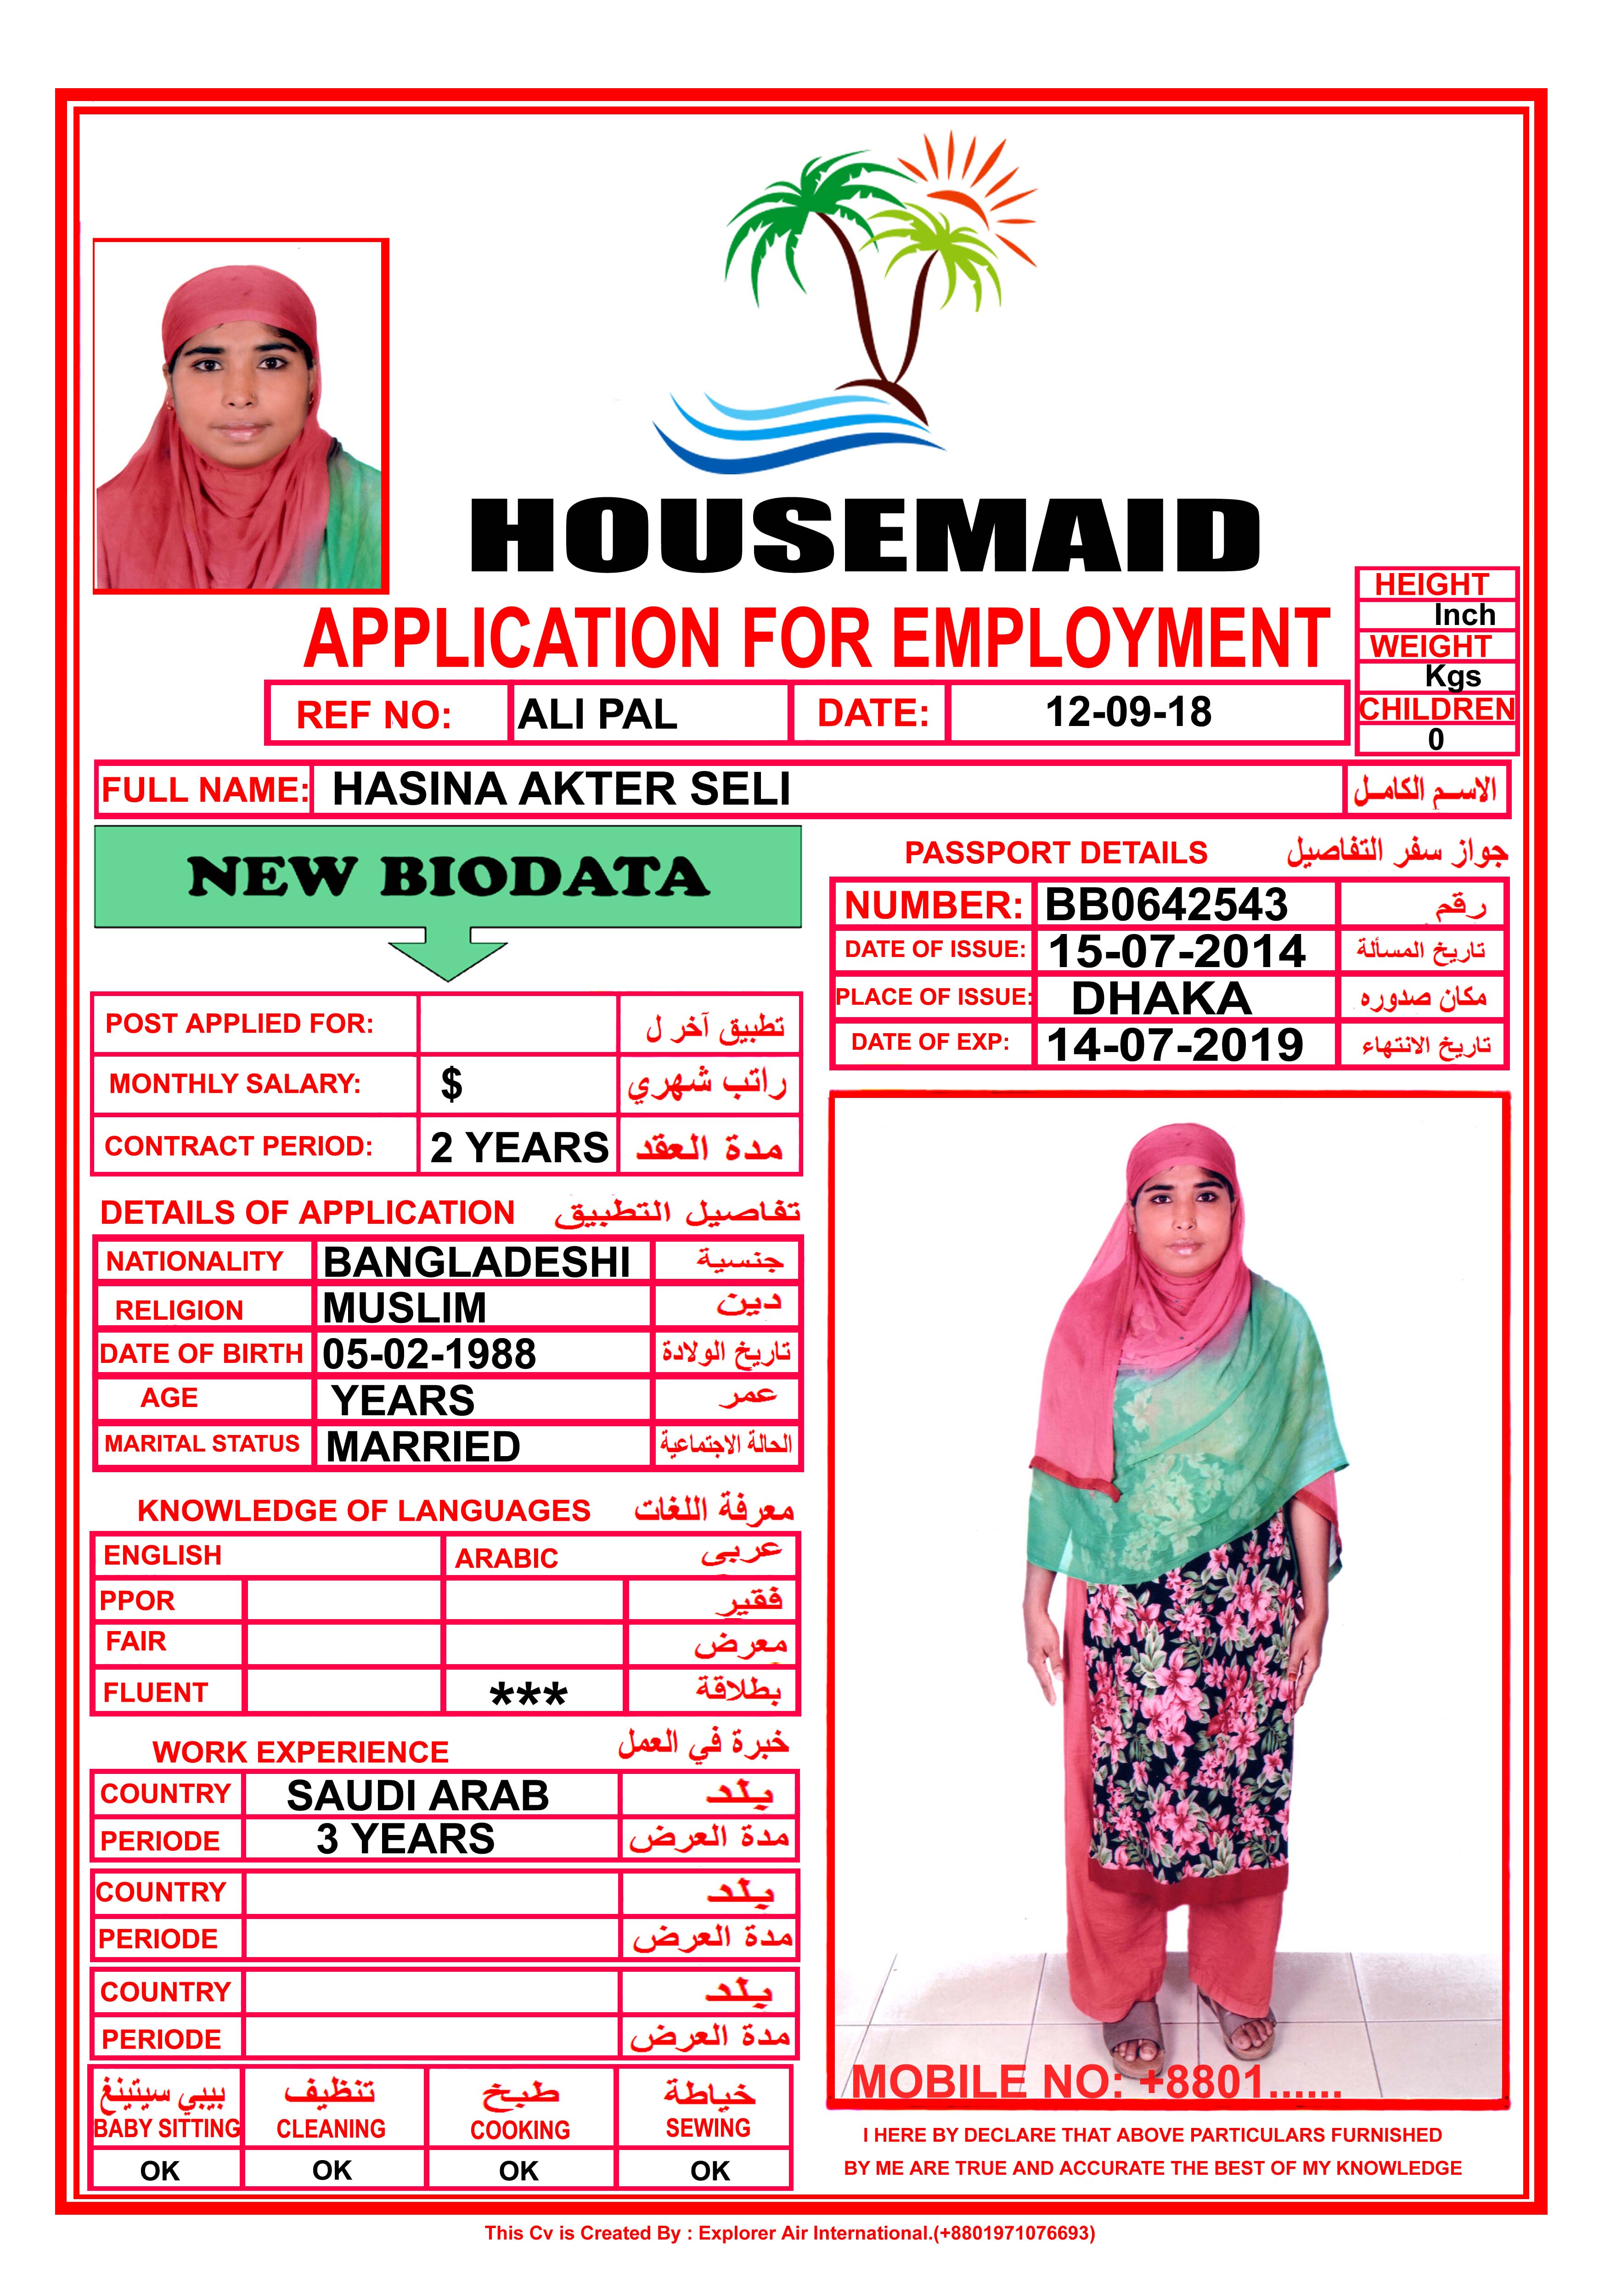 HOUSEMAID
APPLICATION FOR EMPLOYMENT
HEIGHT
Inch
WEIGHT
Kgs
CHILDREN
0
REF NO: ALI PAL DATE: 12-09-18
FULL NAME: HASINA AKTER SELI الاسم الكامل
NEW BIODATA
POST APPLIED FOR: تطبيق آخر ل
MONTHLY SALARY: $ راتب شهري
CONTRACT PERIOD: 2 YEARS مدة العقد
DETAILS OF APPLICATION تفاصيل التطبيق
NATIONALITY BANGLADESHI جنسية
RELIGION MUSLIM دين
DATE OF BIRTH 05-02-1988 تاريخ الولادة
AGE YEARS عمر
MARITAL STATUS MARRIED الحالة الاجتماعية
KNOWLEDGE OF LANGUAGES معرفة اللغات
ENGLISH ARABIC عربى
PPOR فقير
FAIR معرض
FLUENT *** بطلاقة
WORK EXPERIENCE خبرة في العمل
COUNTRY SAUDI ARAB بلد
PERIODE 3 YEARS مدة العرض
COUNTRY بلد
PERIODE مدة العرض
COUNTRY بلد
PERIODE مدة العرض
بيبي سيتينغ تنظيف طبخ خياطة
BABY SITTING CLEANING COOKING SEWING
OK OK OK OK
PASSPORT DETAILS جواز سفر التفاصيل
NUMBER: BB0642543 رقم
DATE OF ISSUE: 15-07-2014 تاريخ المسألة
PLACE OF ISSUE: DHAKA مكان صدوره
DATE OF EXP: 14-07-2019 تاريخ الانتهاء
MOBILE NO: +8801......
I HERE BY DECLARE THAT ABOVE PARTICULARS FURNISHED
BY ME ARE TRUE AND ACCURATE THE BEST OF MY KNOWLEDGE
This Cv is Created By : Explorer Air International.(+8801971076693)